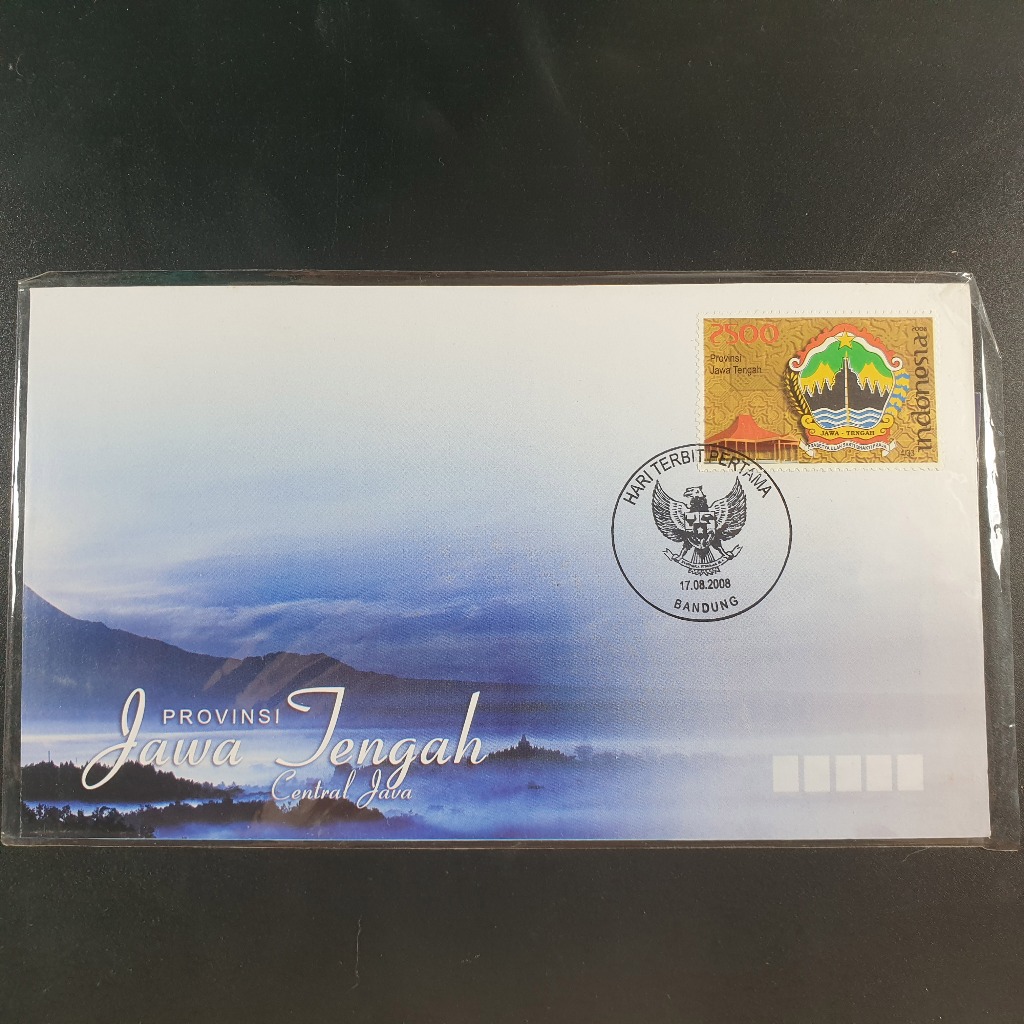 2500
Provinsi
Jawa Tengah
2008
indonosia
JAWA - TENGAH
HARI TERBIT PERTAMA
17.08.2008
BANDUNG
PROVINSI
Jawa Tengah
Central Java